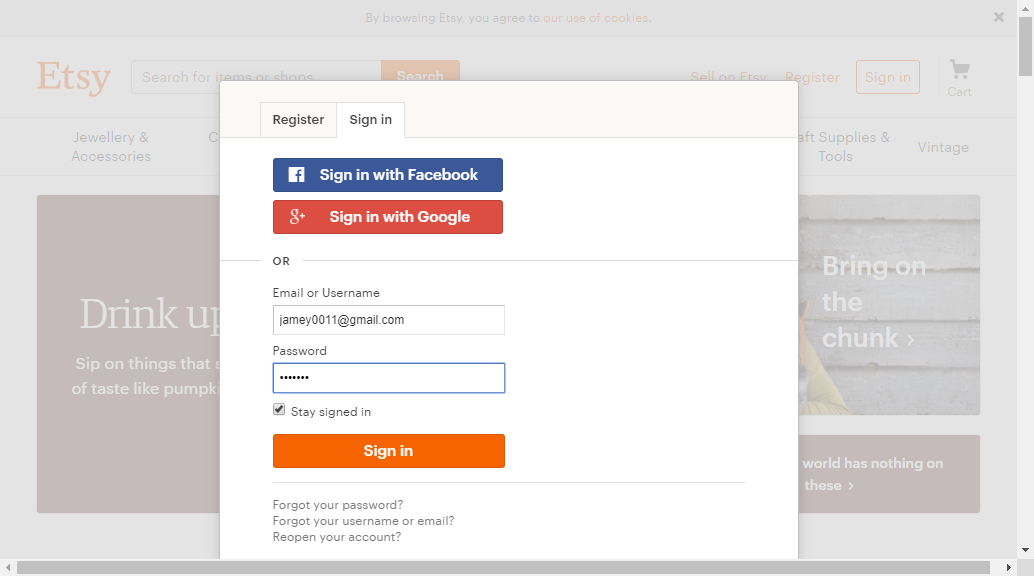 By browsing Etsy, you agree to our use of cookies.
Etsy
Search for items or shops
Search
Sell on Etsy
Register
Sign in
Cart
Jewellery &
Accessories
aft Supplies &
Tools
Vintage
Register
Sign in
Sign in with Facebook
Sign in with Google
OR
Email or Username
jamey0011@gmail.com
Password
•••••••
Stay signed in
Sign in
Forgot your password?
Forgot your username or email?
Reopen your account?
Drink up
Sip on things that s
of taste like pumpki
Bring on
the
chunk ›
world has nothing on
these ›